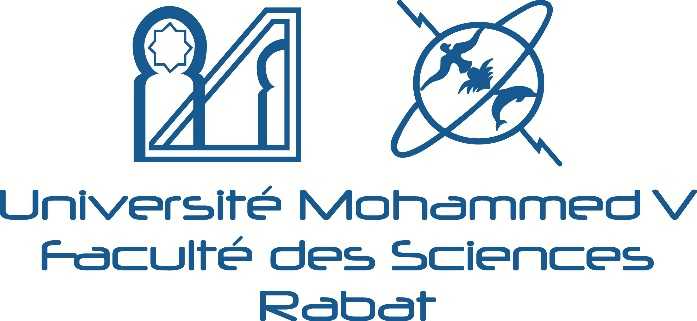 Université Mohammed V
Faculté des Sciences
Rabat